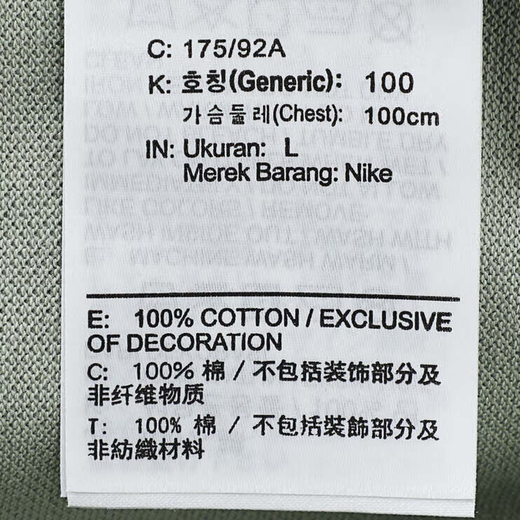 C: 175/92A
K: 호칭(Generic): 100
가슴둘레(Chest): 100cm
IN: Ukuran: L
Merek Barang: Nike
E: 100% COTTON / EXCLUSIVE
OF DECORATION
C: 100% 棉 / 不包括装饰部分及
非纤维物质
T: 100% 棉 / 不包括裝飾部分及
非紡織材料